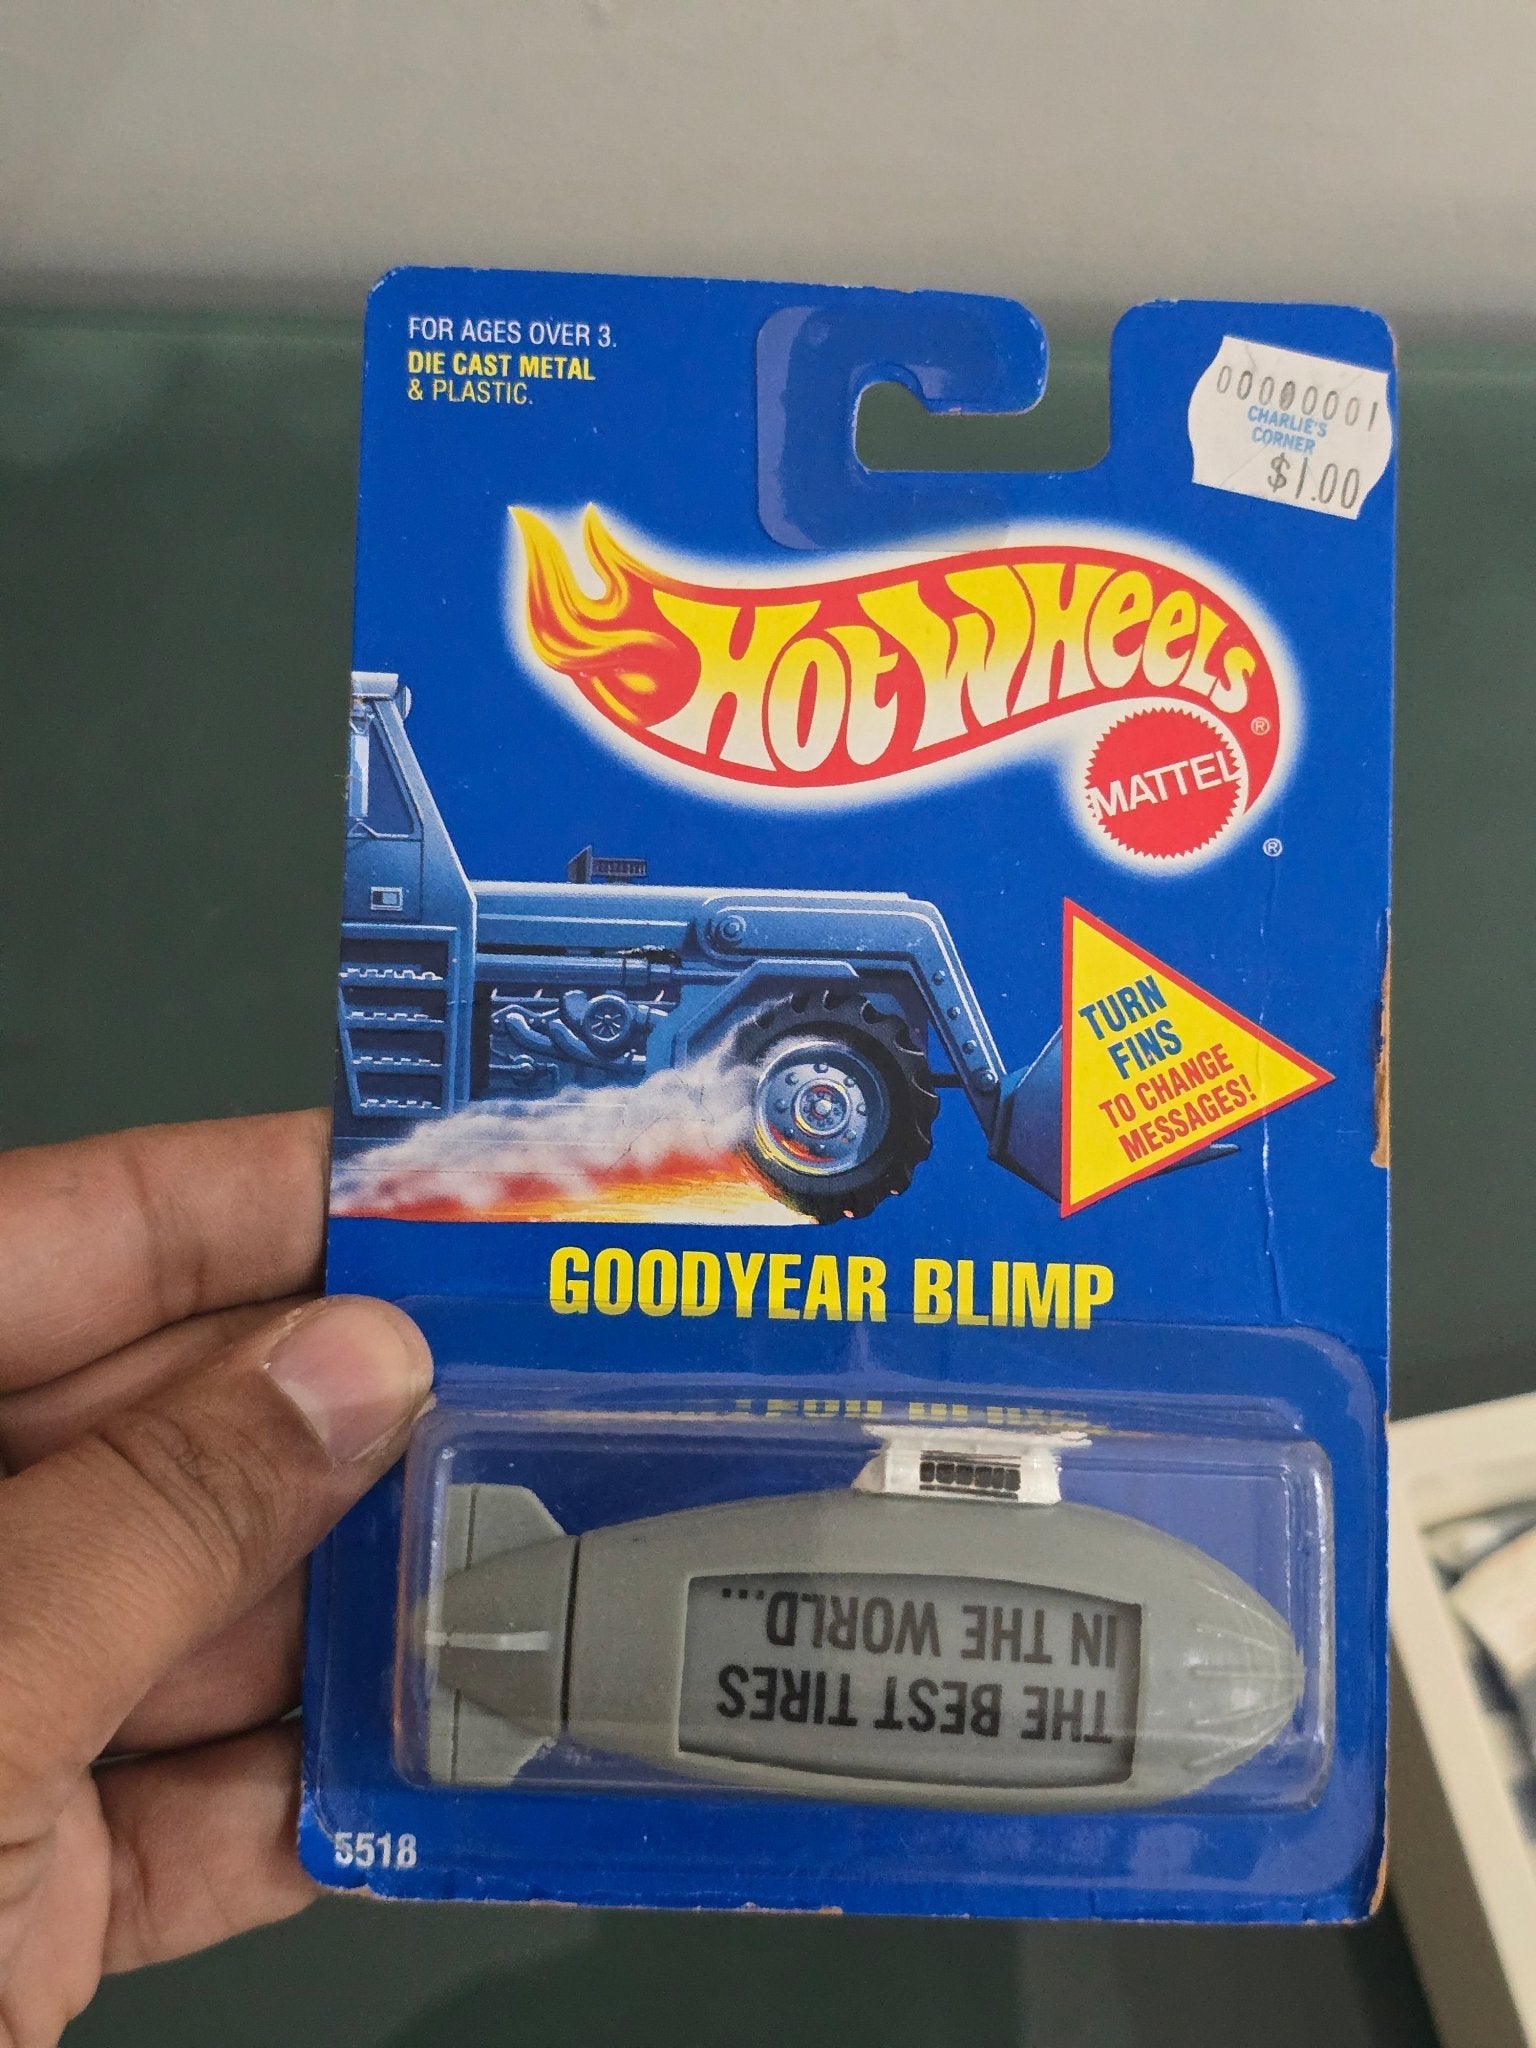 FOR AGES OVER 3.
DIE CAST METAL
& PLASTIC.
00000001
CHARLIE'S
CORNER
$1.00
HOT WHEELS®
MATTEL
®
TURN
FINS
TO CHANGE
MESSAGES!
GOODYEAR BLIMP
THE BEST TIRES
IN THE WORLD...
5518